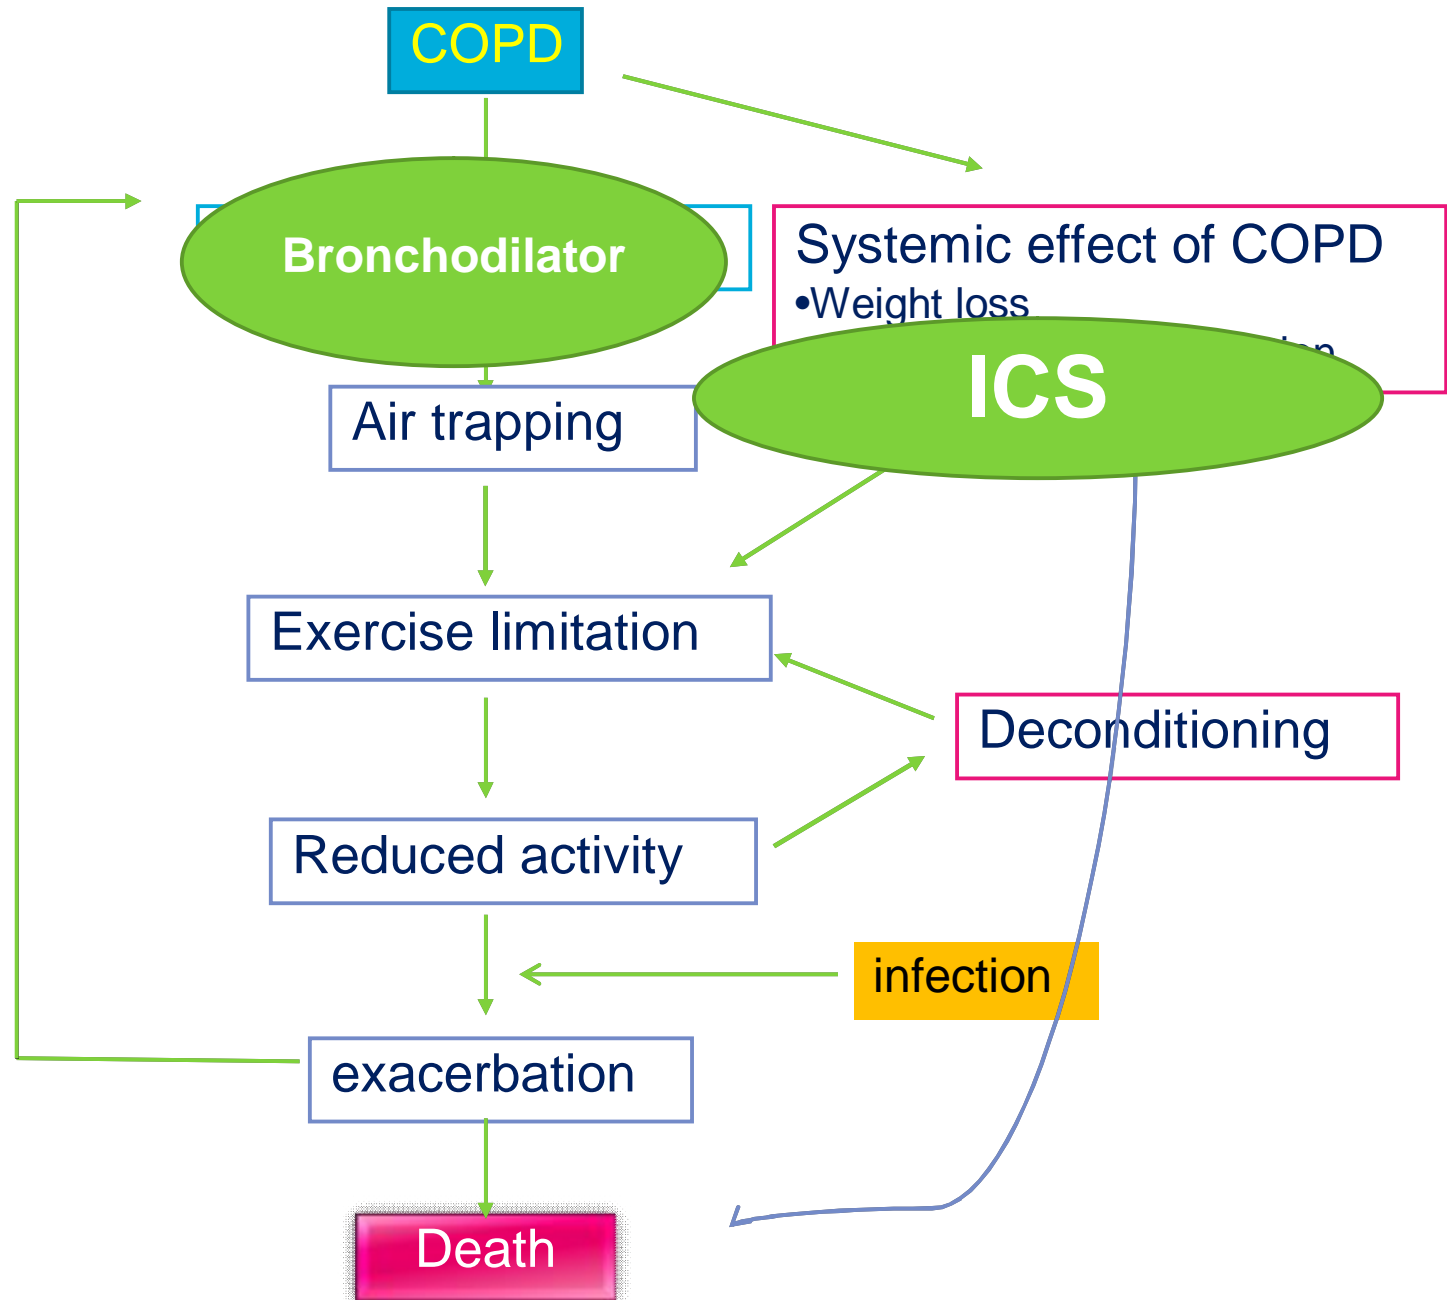 COPD
Bronchodilator
Systemic effect of COPD
•Weight loss
ICS
Air trapping
Exercise limitation
Deconditioning
Reduced activity
infection
exacerbation
Death